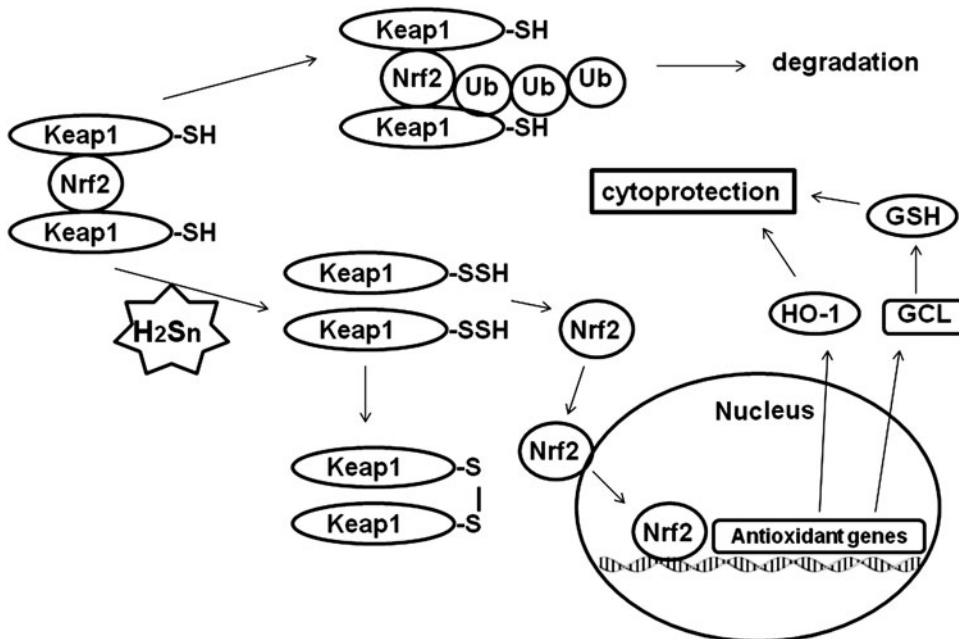 Keap1 -SH
Nrf2 Ub Ub Ub
Keap1 -SH
degradation
Keap1 -SH
Nrf2
Keap1 -SH
cytoprotection
GSH
HO-1
GCL
H2Sn
Keap1 -SSH
Keap1 -SSH
Nrf2
Keap1 -S
Keap1 -S
Nrf2
Nucleus
Nrf2
Antioxidant genes